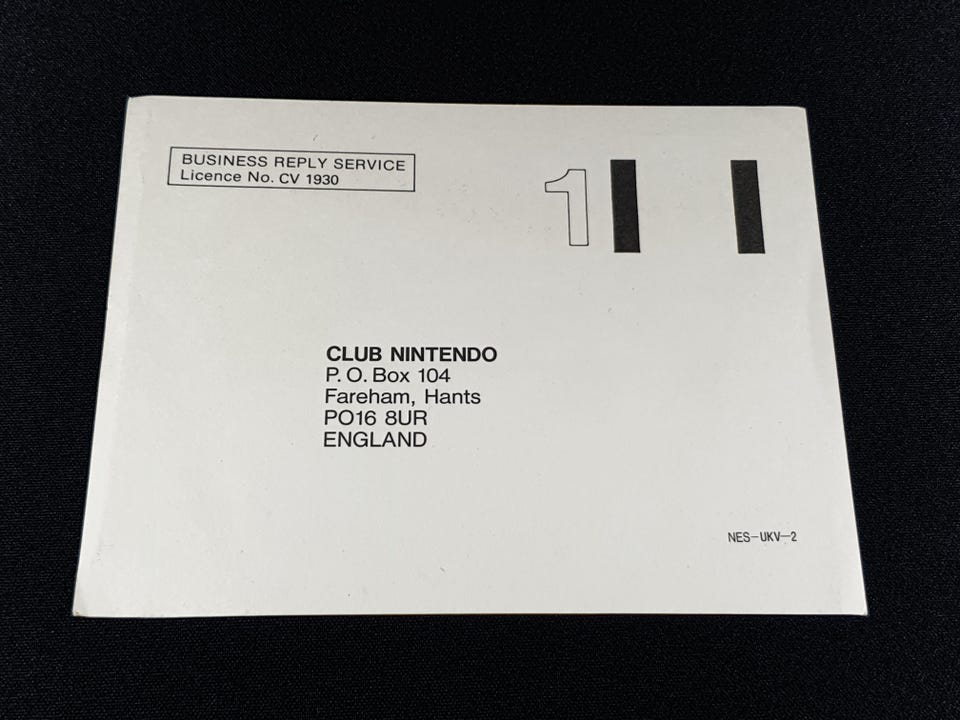 BUSINESS REPLY SERVICE
Licence No. CV 1930
1
CLUB NINTENDO
P.O. Box 104
Fareham, Hants
PO16 8UR
ENGLAND
NES-UKV-2